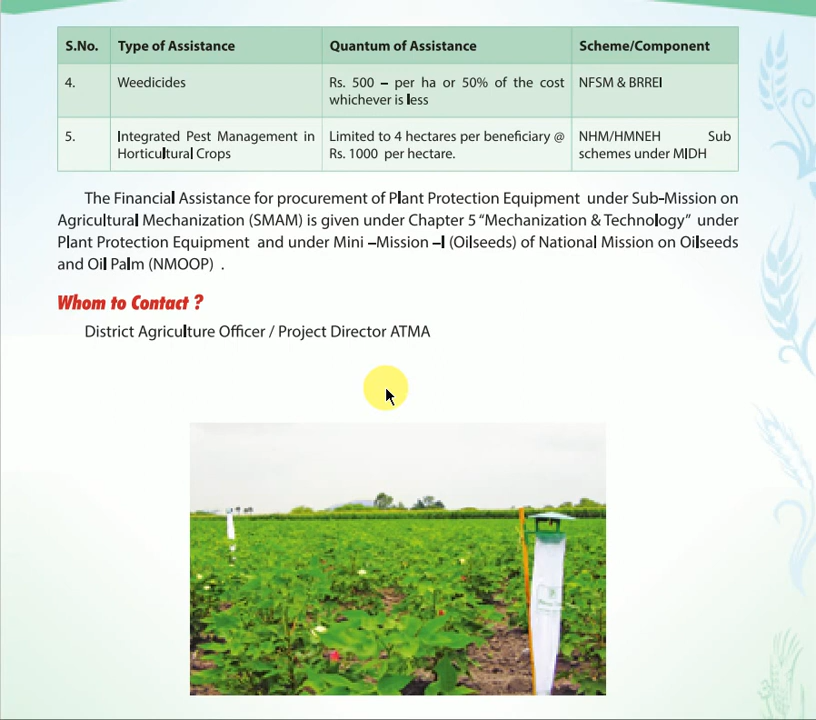 S.No. Type of Assistance Quantum of Assistance Scheme/Component
4. Weedicides Rs. 500 – per ha or 50% of the cost NFSM & BRREI
whichever is less
5. Integrated Pest Management in Limited to 4 hectares per beneficiary @ NHM/HMNEH Sub
Horticultural Crops Rs. 1000 per hectare. schemes under MIDH
The Financial Assistance for procurement of Plant Protection Equipment under Sub–Mission on
Agricultural Mechanization (SMAM) is given under Chapter 5 “Mechanization & Technology” under
Plant Protection Equipment and under Mini –Mission –I (Oilseeds) of National Mission on Oilseeds
and Oil Palm (NMOOP) .
Whom to Contact ?
District Agriculture Officer / Project Director ATMA